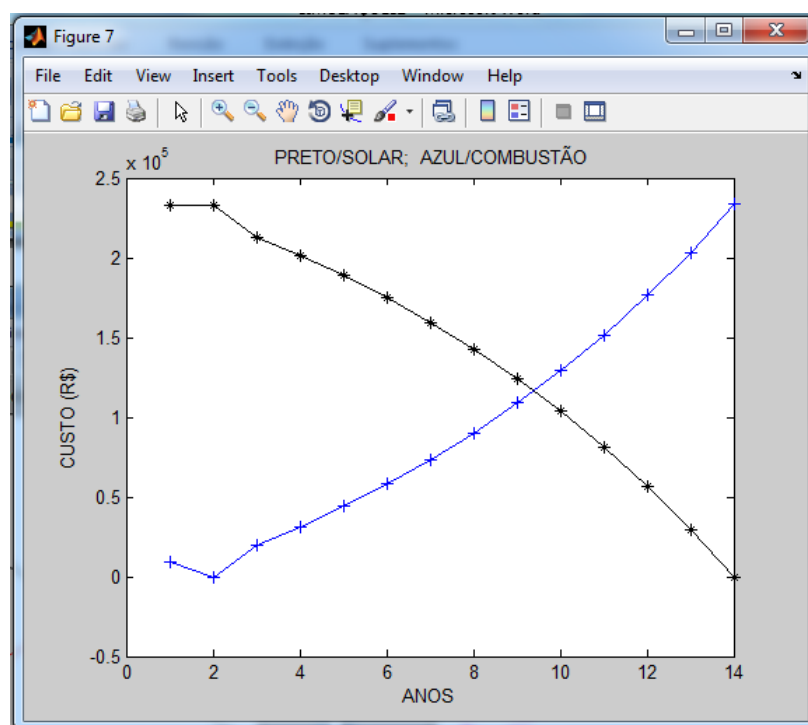 Figure 7
File Edit View Insert Tools Desktop Window Help
x 10^5
PRETO/SOLAR; AZUL/COMBUSTÃO
2.5
2
1.5
1
0.5
0
-0.5
CUSTO (R$)
0 2 4 6 8 10 12 14
ANOS